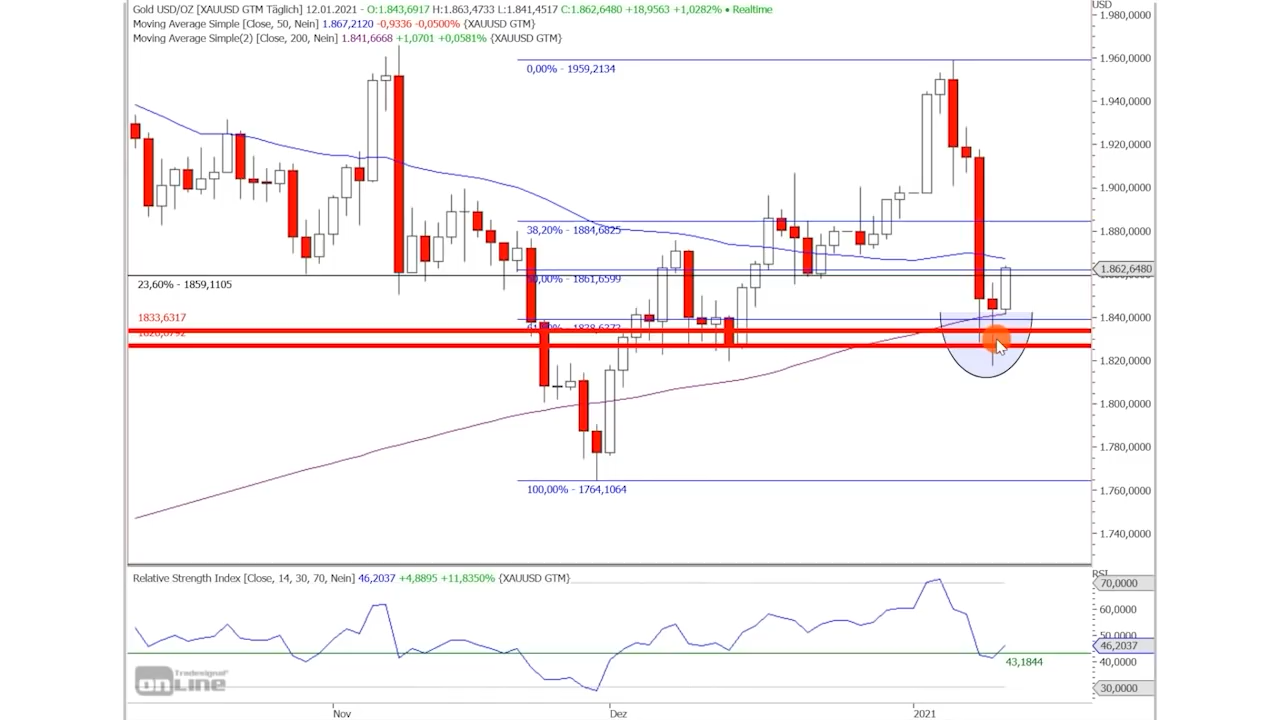 Gold USD/OZ [XAUUSD GTM Täglich] 12.01.2021 - O:1.843,6917 H:1.863,4733 L:1.841,4517 C:1.862,6480 +18,9563 +1,0282% • Realtime
Moving Average Simple [Close, 50, Nein] 1.867,2120 -0,9336 -0,0500% {XAUUSD GTM}
Moving Average Simple(2) [Close, 200, Nein] 1.841,6668 +1,0701 +0,0581% {XAUUSD GTM}
USD
1.980,0000
1.960,0000
0,00% - 1959,2134
1.940,0000
1.920,0000
1.900,0000
1.880,0000
38,20% - 1884,6825
1.862,6480
23,60% - 1859,1105
1861,6599
1833,6317
1.840,0000
1.820,0000
1.800,0000
1.780,0000
1.760,0000
100,00% - 1764,1064
1.740,0000
Relative Strength Index [Close, 14, 30, 70, Nein] 46,2037 +4,8895 +11,8350% {XAUUSD GTM}
RSI
70,0000
60,0000
50,0000
46,2037
43,1844
40,0000
30,0000
Tradesignal
onLine
Nov
Dez
2021